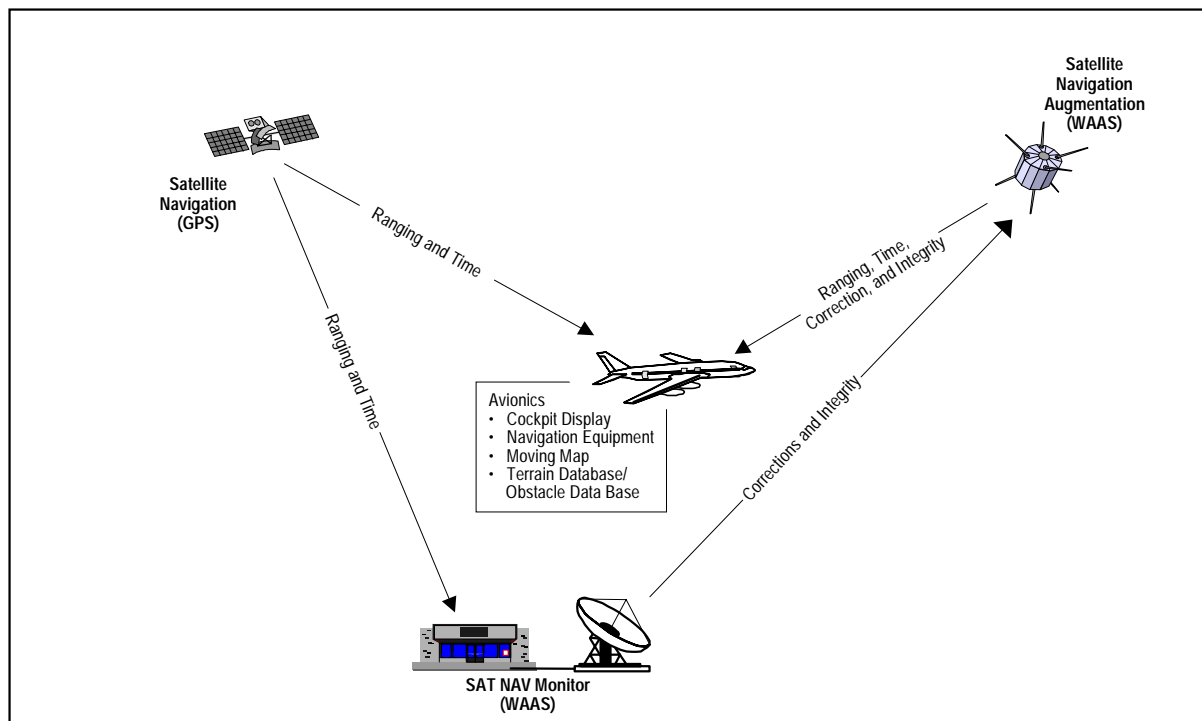 Satellite
Navigation
Augmentation
(WAAS)
Satellite
Navigation
(GPS)
Ranging and Time
Ranging and Time
Ranging, Time,
Correction, and Integrity
Corrections and Integrity
Avionics
• Cockpit Display
• Navigation Equipment
• Moving Map
• Terrain Database/
Obstacle Data Base
SAT NAV Monitor
(WAAS)